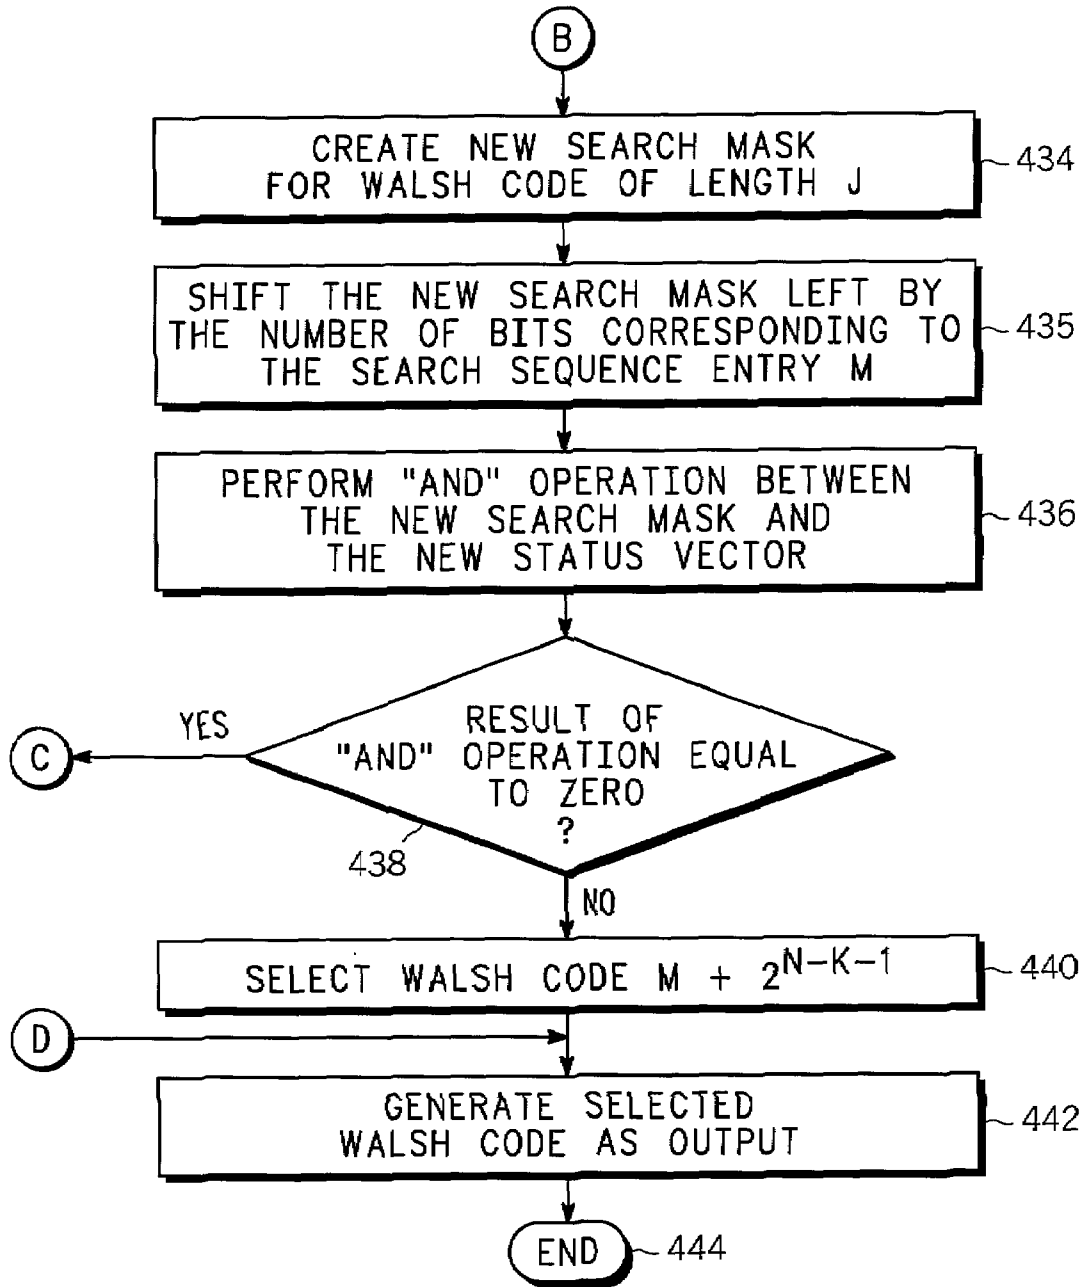 B
CREATE NEW SEARCH MASK
FOR WALSH CODE OF LENGTH J
434
SHIFT THE NEW SEARCH MASK LEFT BY
THE NUMBER OF BITS CORRESPONDING TO
THE SEARCH SEQUENCE ENTRY M
435
PERFORM "AND" OPERATION BETWEEN
THE NEW SEARCH MASK AND
THE NEW STATUS VECTOR
436
YES
C
RESULT OF
"AND" OPERATION EQUAL
TO ZERO
?
438
NO
SELECT WALSH CODE M + 2^N-K-1
440
D
GENERATE SELECTED
WALSH CODE AS OUTPUT
442
END
444